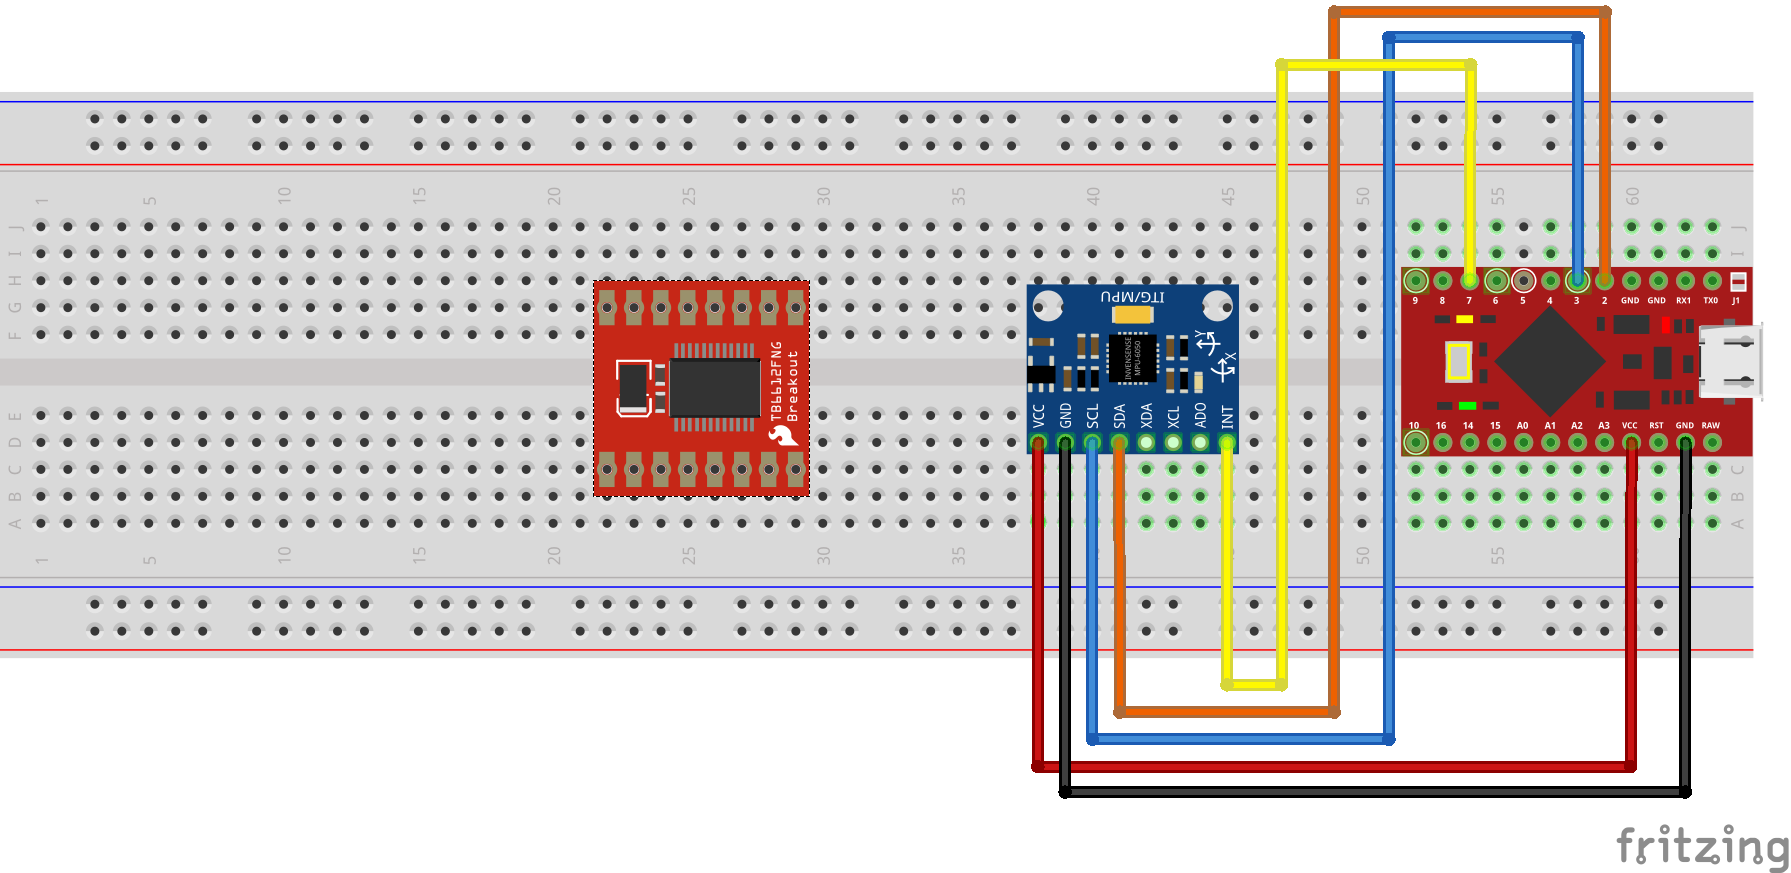 1 5 10 15 20 25 30 35 40 45 50 55 60
J J
I I
H
G
F
ITG/MPU
9 8 7 6 5 4 3 2 GND GND RX1 TX0 J1
TB6612FNG
Breakout
INVENSENSE
MPU-6050
Y
X
VCC GND SCL SDA XDA XCL ADO INT
10 16 14 15 A0 A1 A2 A3 VCC RST GND RAW
E
D
C C
B B
A A
1 5 10 15 20 25 30 35 50 55
fritzing